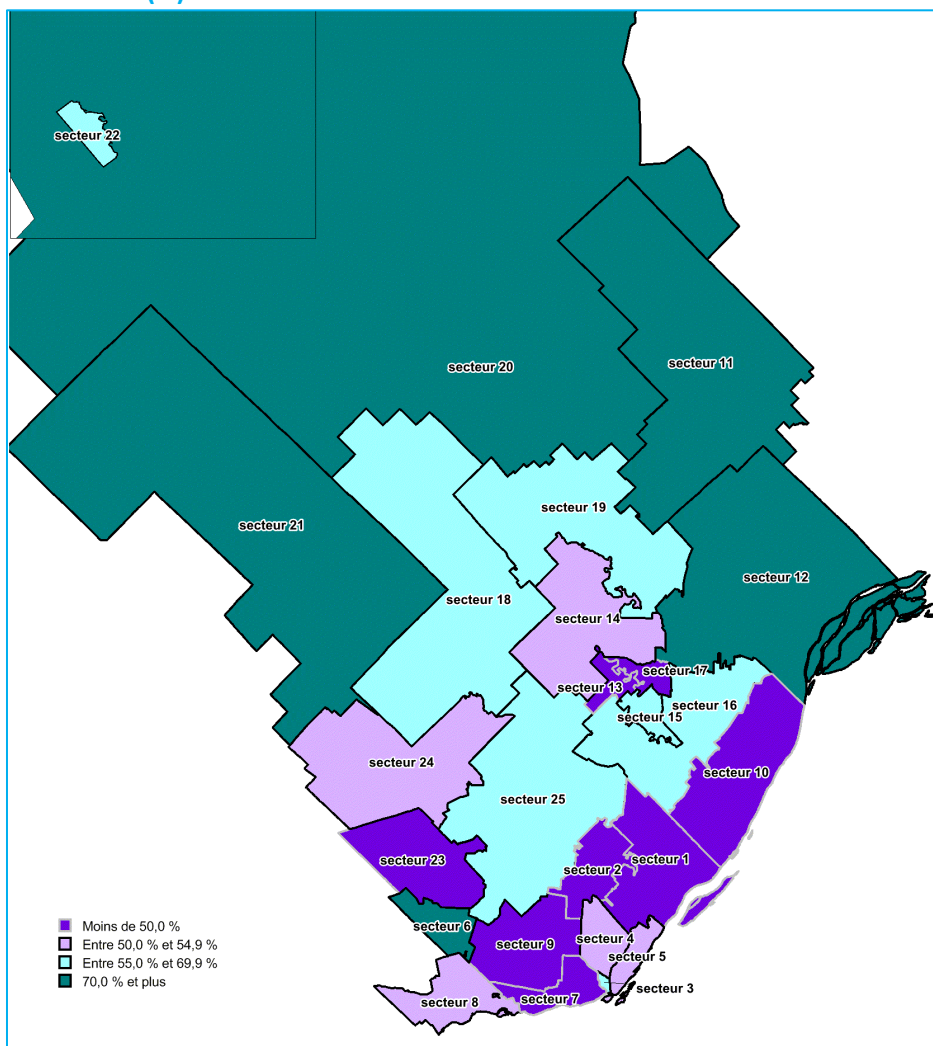 secteur 22
secteur 11
secteur 20
secteur 19
secteur 21
secteur 12
secteur 18
secteur 14
secteur 17
secteur 13
secteur 16
secteur 15
secteur 24
secteur 10
secteur 25
secteur 23
secteur 1
secteur 2
secteur 6
secteur 4
secteur 9
secteur 5
secteur 3
secteur 7
secteur 8
Moins de 50,0 %
Entre 50,0 % et 54,9 %
Entre 55,0 % et 69,9 %
70,0 % et plus